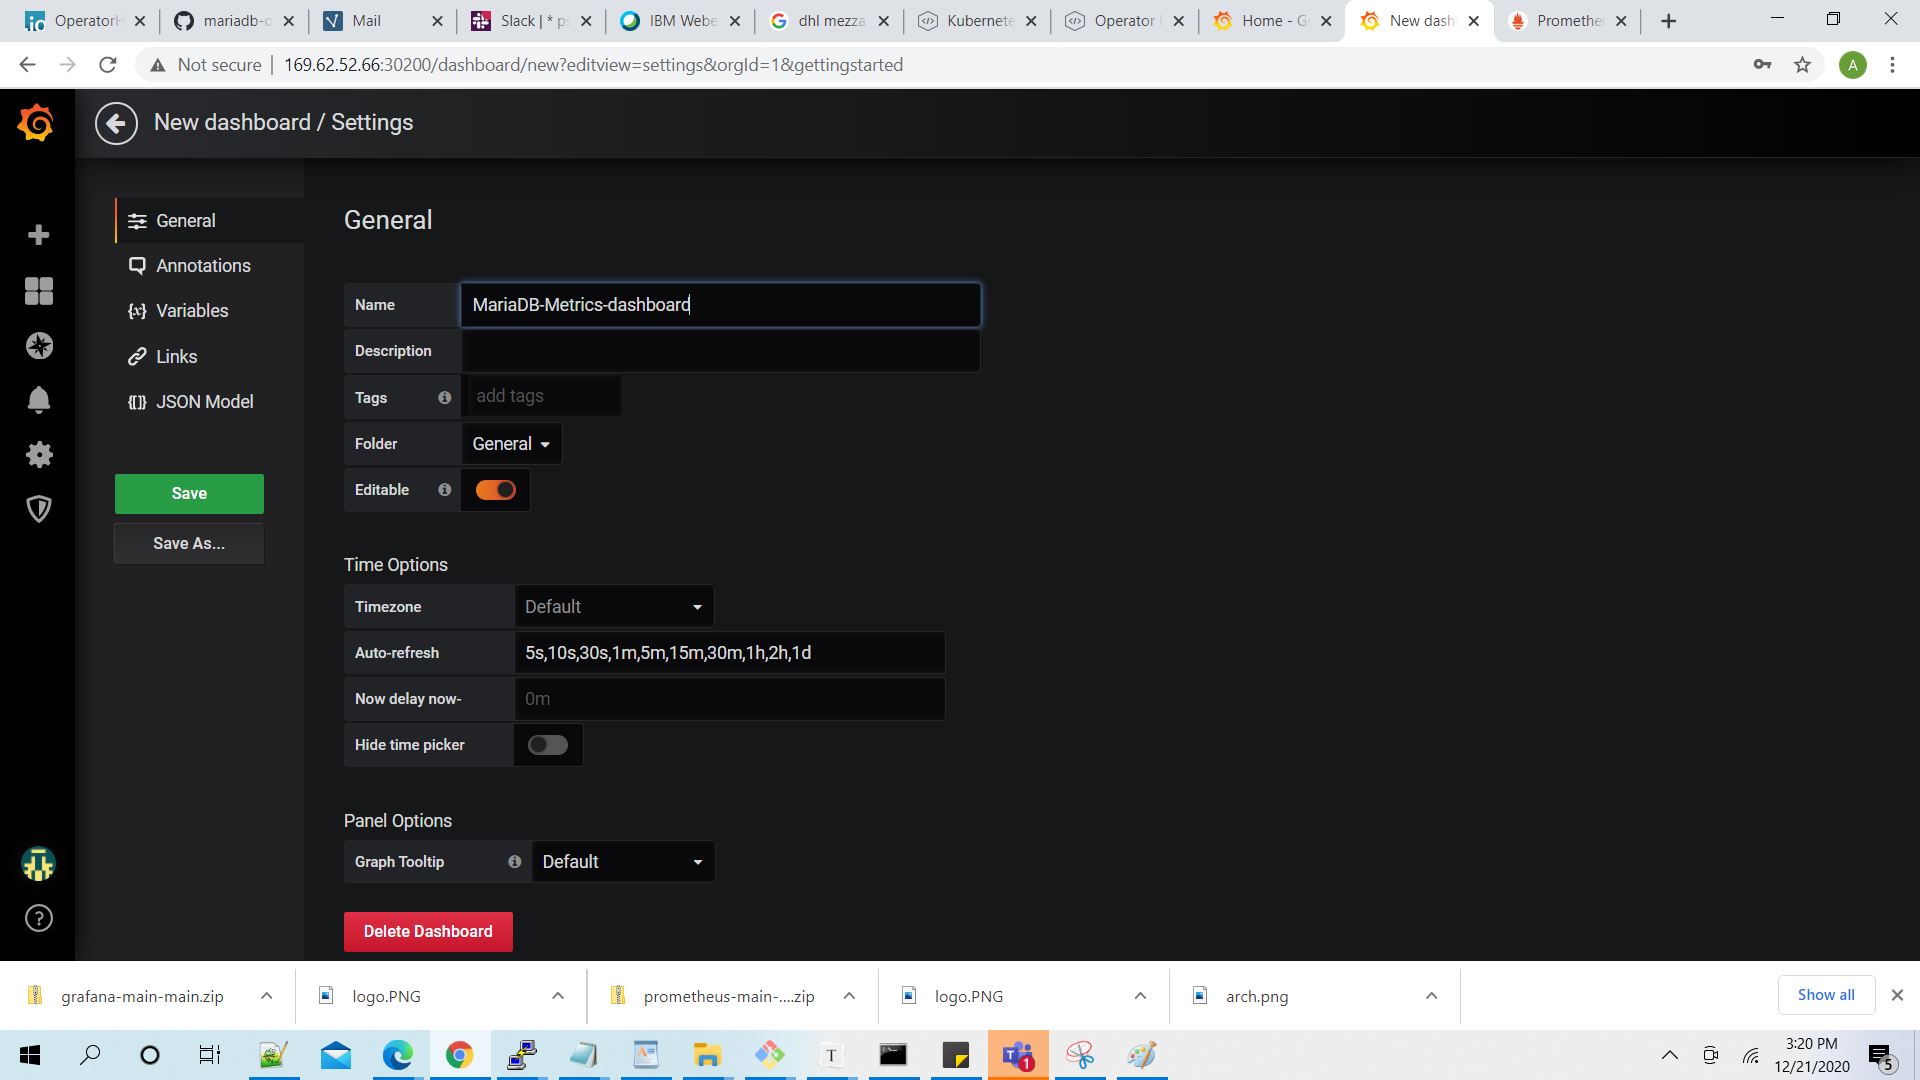 OperatorH
mariadb-o
Mail
Slack | * ps
IBM Webe
dhl mezza
Kubernete
Operator
Home - G
New dash
Promethe
Not secure
169.62.52.66:30200/dashboard/new?editview=settings&orgId=1&gettingstarted
A
New dashboard / Settings
General
Annotations
Variables
Links
JSON Model
Save
Save As...
General
Name
MariaDB-Metrics-dashboard
Description
Tags
add tags
Folder
General
Editable
Time Options
Timezone
Default
Auto-refresh
5s,10s,30s,1m,5m,15m,30m,1h,2h,1d
Now delay now-
0m
Hide time picker
Panel Options
Graph Tooltip
Default
Delete Dashboard
grafana-main-main.zip
logo.PNG
prometheus-main-....zip
logo.PNG
arch.png
Show all
T
1
3:20 PM
12/21/2020
5